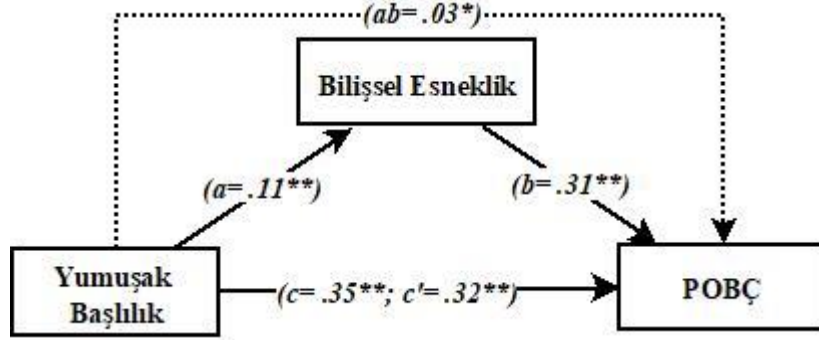 (ab= .03*)
Bilişsel Esneklik
(a= .11**)
(b= .31**)
Yumuşak
Başlılık
(c= .35**; c'= .32**)
POBÇ